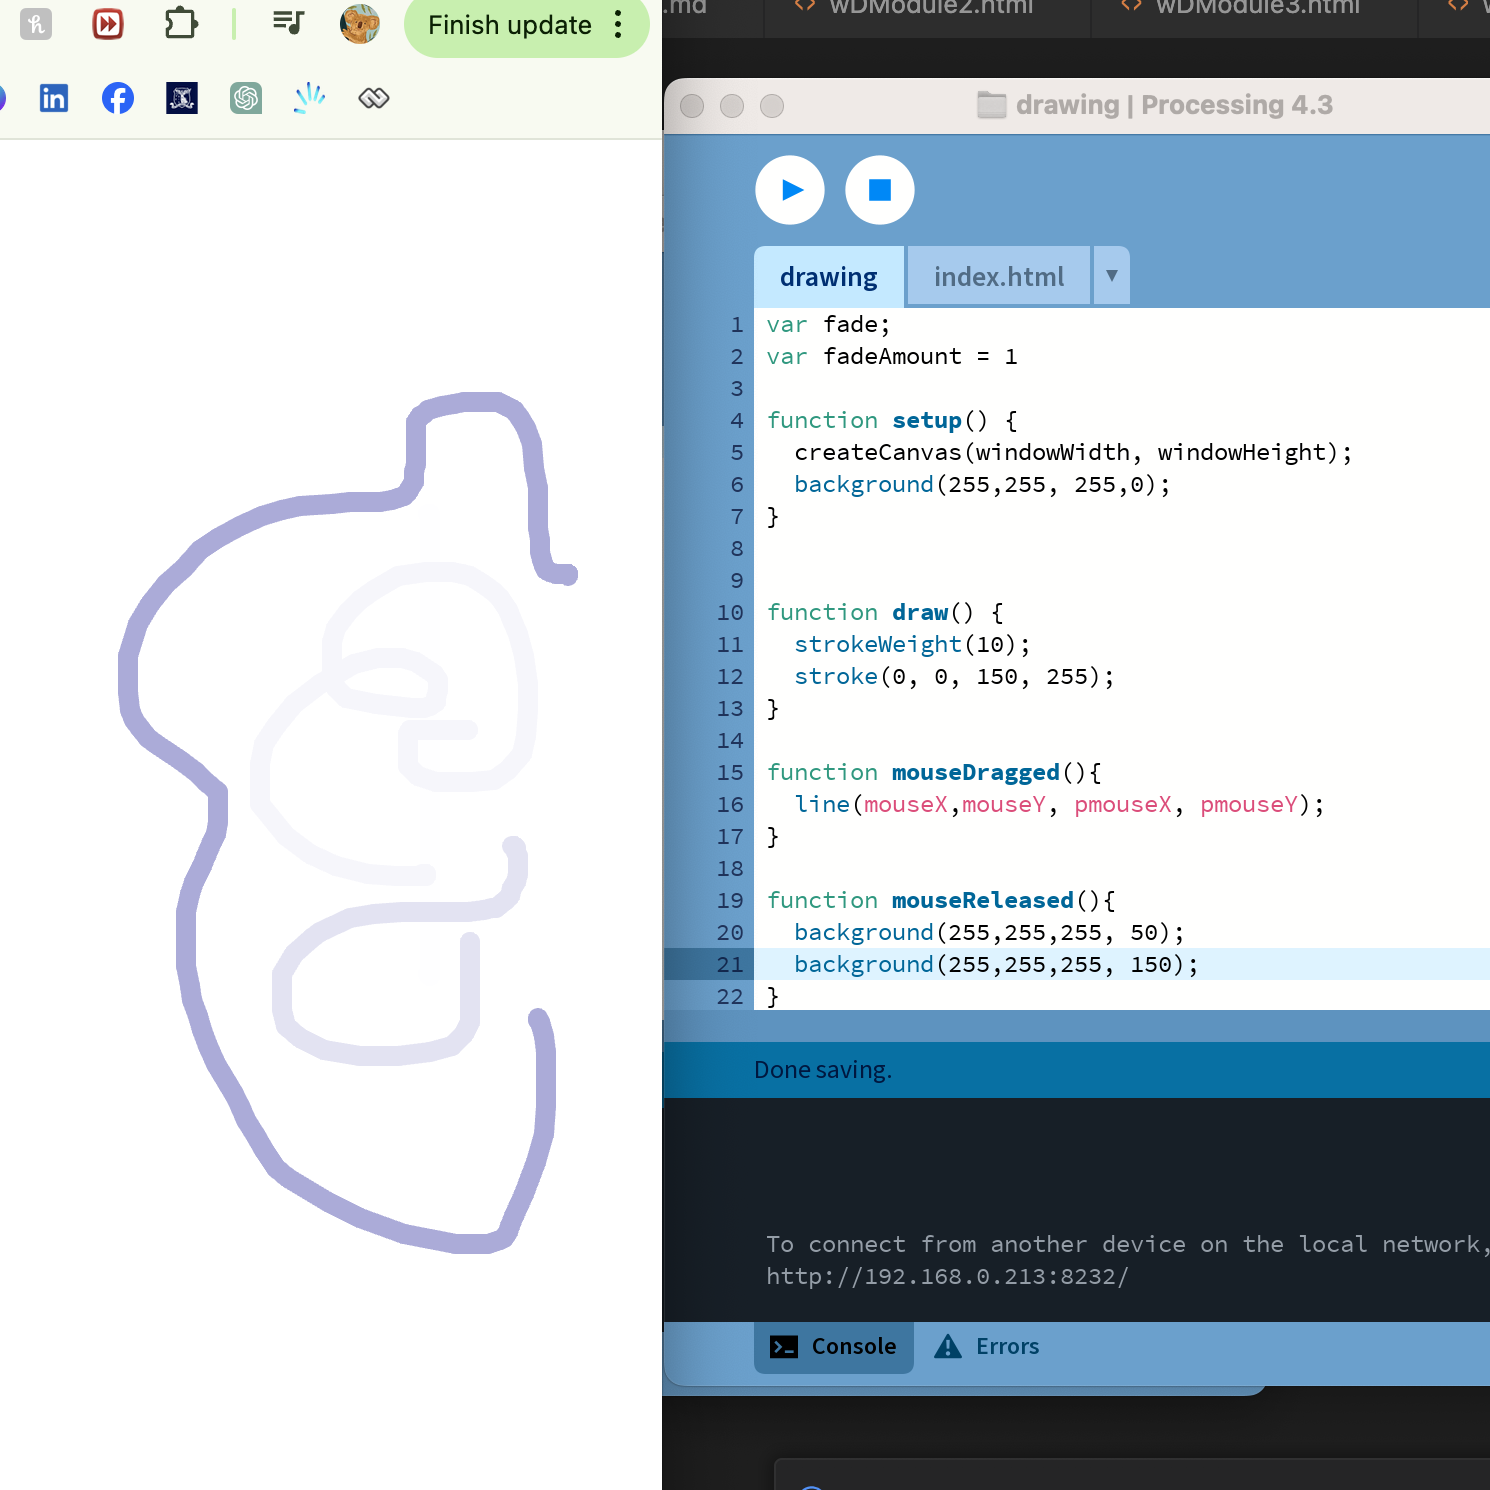 Finish update
.md
<> wDModule2.html
<> wDModule3.html
<>
in
drawing | Processing 4.3
drawing
index.html
1 var fade;
2 var fadeAmount = 1
3
4 function setup() {
5 createCanvas(windowWidth, windowHeight);
6 background(255,255, 255,0);
7 }
8
9
10 function draw() {
11 strokeWeight(10);
12 stroke(0, 0, 150, 255);
13 }
14
15 function mouseDragged(){
16 line(mouseX,mouseY, pmouseX, pmouseY);
17 }
18
19 function mouseReleased(){
20 background(255,255,255, 50);
21 background(255,255,255, 150);
22 }
Done saving.
To connect from another device on the local network,
http://192.168.0.213:8232/
Console
Errors